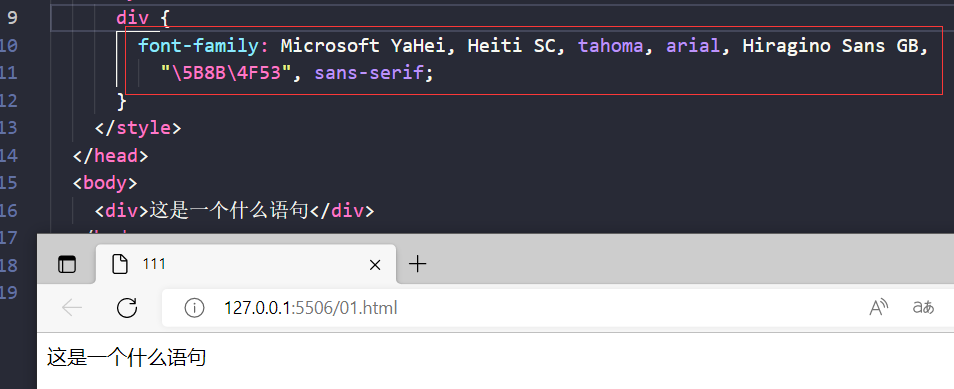 9 div {
10 font-family: Microsoft YaHei, Heiti SC, tahoma, arial, Hiragino Sans GB,
11 "\5B8B\4F53", sans-serif;
12 }
13 </style>
14 </head>
15 <body>
16 <div>这是一个什么语句</div>
17
18
19
111
127.0.0.1:5506/01.html
这是一个什么语句